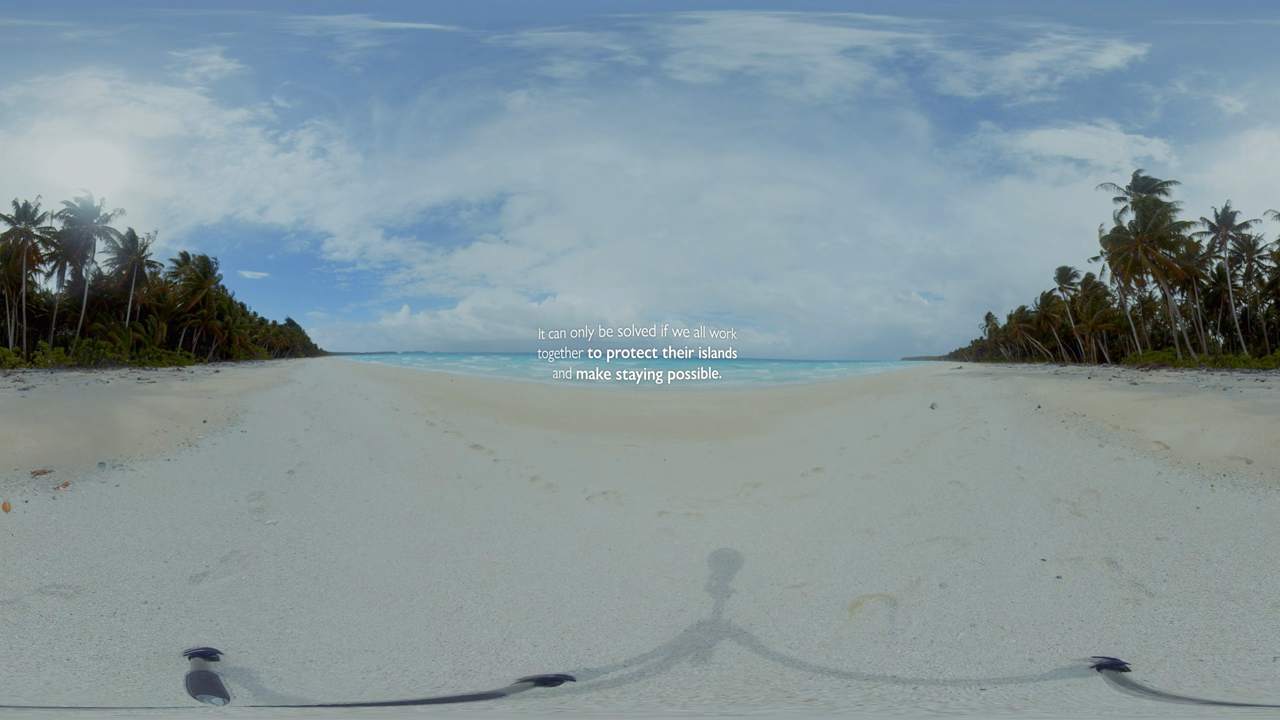 It can only be solved if we all work
together to protect their islands
and make staying possible.